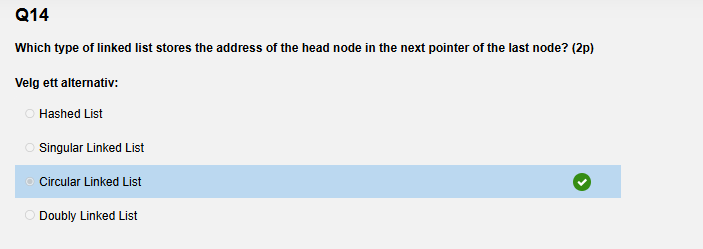 Q14
Which type of linked list stores the address of the head node in the next pointer of the last node? (2p)
Velg ett alternativ:
Hashed List
Singular Linked List
Circular Linked List
Doubly Linked List